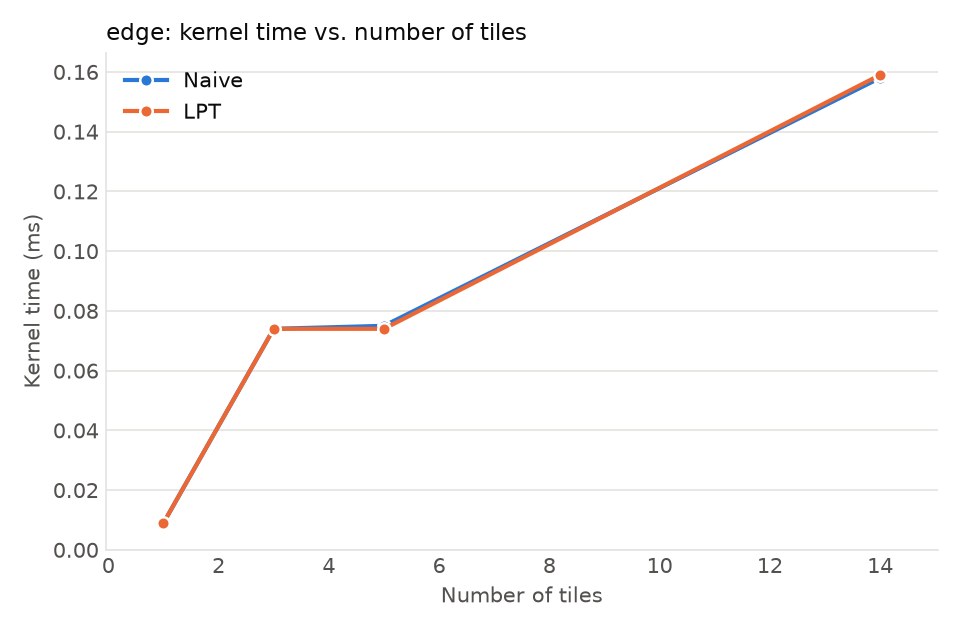 edge: kernel time vs. number of tiles
Naive
LPT
Kernel time (ms)
0.16
0.14
0.12
0.10
0.08
0.06
0.04
0.02
0.00
0 2 4 6 8 10 12 14
Number of tiles